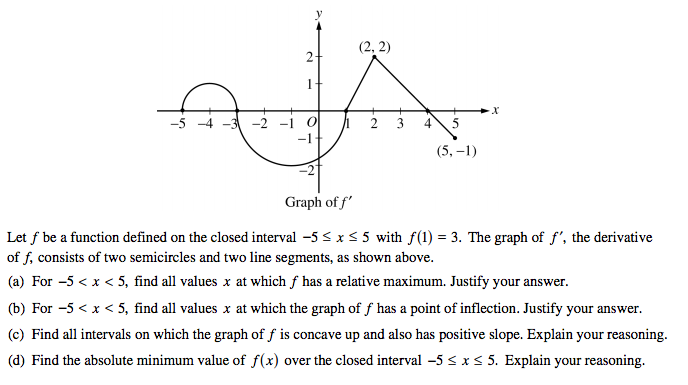 y
(2, 2)
2
1
x
−5 −4 −3 −2 −1 O 1 2 3 4 5
−1
(5, −1)
−2
Graph of f′
Let f be a function defined on the closed interval −5 ≤ x ≤ 5 with f(1) = 3. The graph of f′, the derivative
of f, consists of two semicircles and two line segments, as shown above.
(a) For −5 < x < 5, find all values x at which f has a relative maximum. Justify your answer.
(b) For −5 < x < 5, find all values x at which the graph of f has a point of inflection. Justify your answer.
(c) Find all intervals on which the graph of f is concave up and also has positive slope. Explain your reasoning.
(d) Find the absolute minimum value of f(x) over the closed interval −5 ≤ x ≤ 5. Explain your reasoning.